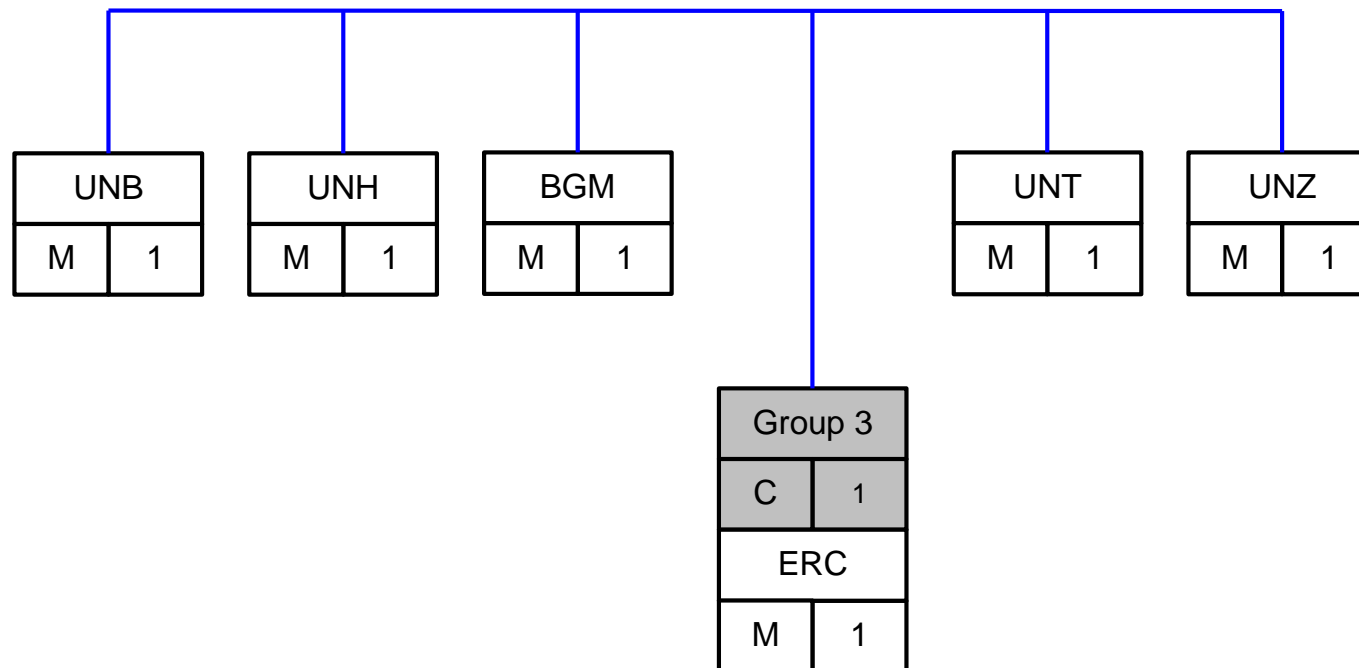 UNB UNH BGM UNT UNZ
M 1 M 1 M 1 M 1 M 1
Group 3
C 1
ERC
M 1